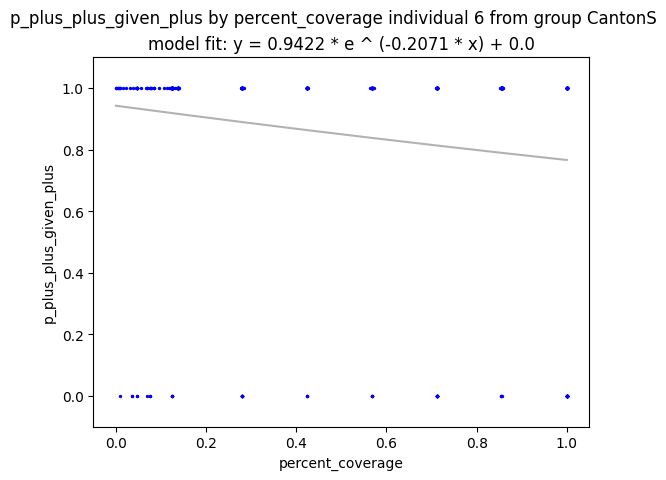 p_plus_plus_given_plus by percent_coverage individual 6 from group CantonS
model fit: y = 0.9422 * e ^ (-0.2071 * x) + 0.0
1.0
0.8
0.6
0.4
0.2
0.0
p_plus_plus_given_plus
0.0 0.2 0.4 0.6 0.8 1.0
percent_coverage